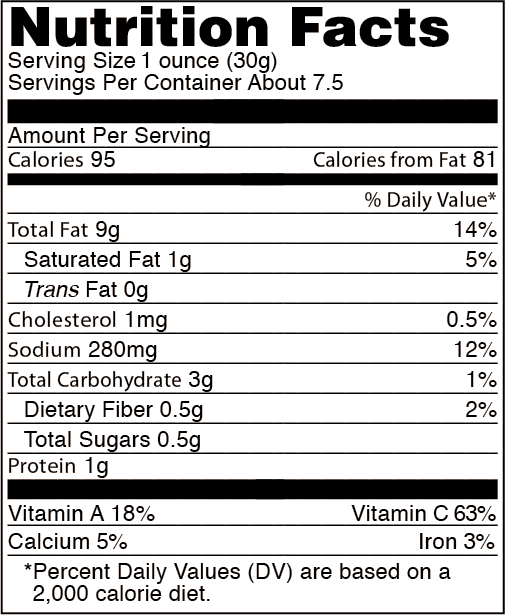 Nutrition Facts
Serving Size 1 ounce (30g)
Servings Per Container About 7.5
Amount Per Serving
Calories 95 Calories from Fat 81
% Daily Value*
Total Fat 9g 14%
Saturated Fat 1g 5%
Trans Fat 0g
Cholesterol 1mg 0.5%
Sodium 280mg 12%
Total Carbohydrate 3g 1%
Dietary Fiber 0.5g 2%
Total Sugars 0.5g
Protein 1g
Vitamin A 18% Vitamin C 63%
Calcium 5% Iron 3%
*Percent Daily Values (DV) are based on a
2,000 calorie diet.